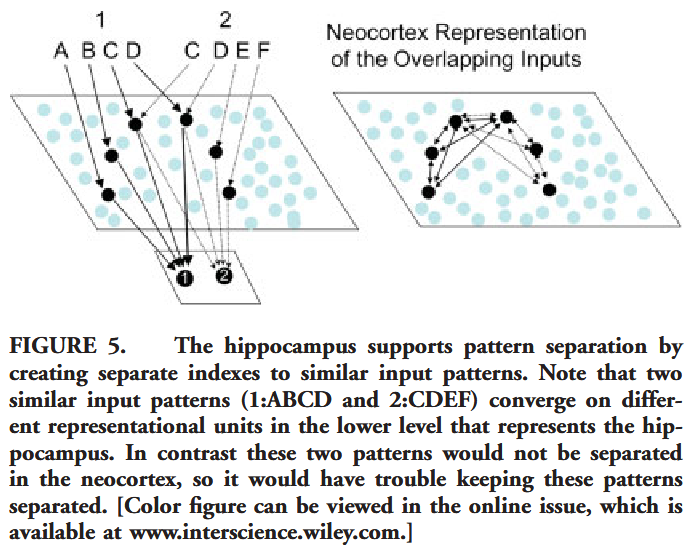 1 2
A B C D C D E F
Neocortex Representation
of the Overlapping Inputs
1 2
FIGURE 5. The hippocampus supports pattern separation by
creating separate indexes to similar input patterns. Note that two
similar input patterns (1:ABCD and 2:CDEF) converge on differ-
ent representational units in the lower level that represents the hip-
pocampus. In contrast these two patterns would not be separated
in the neocortex, so it would have trouble keeping these patterns
separated. [Color figure can be viewed in the online issue, which is
available at www.interscience.wiley.com.]